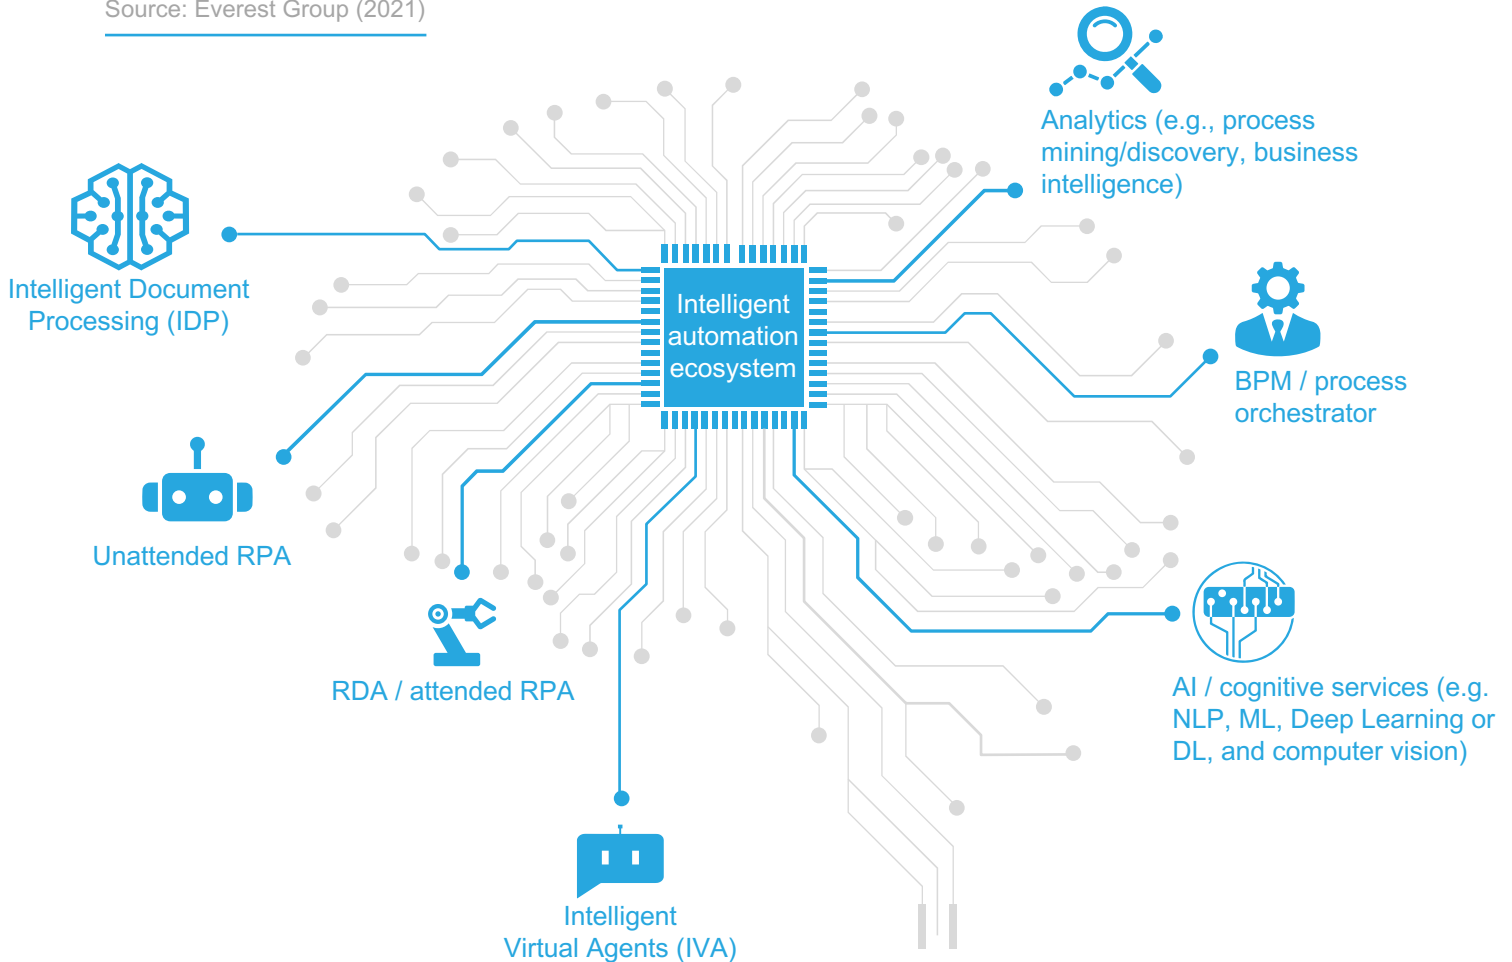 Source: Everest Group (2021)
Analytics (e.g., process
mining/discovery, business
intelligence)
Intelligent Document
Processing (IDP)
Intelligent
automation
ecosystem
BPM / process
orchestrator
Unattended RPA
RDA / attended RPA
AI / cognitive services (e.g.
NLP, ML, Deep Learning or
DL, and computer vision)
Intelligent
Virtual Agents (IVA)